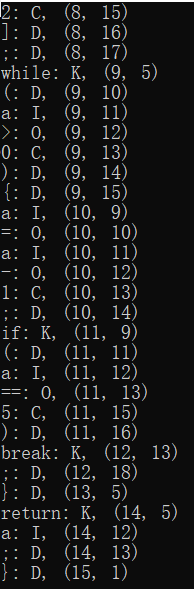 2: C, (8, 15)
]: D, (8, 16)
;: D, (8, 17)
while: K, (9, 5)
(: D, (9, 10)
a: I, (9, 11)
>: O, (9, 12)
0: C, (9, 13)
): D, (9, 14)
{: D, (9, 15)
a: I, (10, 9)
=: O, (10, 10)
a: I, (10, 11)
-: O, (10, 12)
1: C, (10, 13)
;: D, (10, 14)
if: K, (11, 9)
(: D, (11, 11)
a: I, (11, 12)
==: O, (11, 13)
5: C, (11, 15)
): D, (11, 16)
break: K, (12, 13)
;: D, (12, 18)
}: D, (13, 5)
return: K, (14, 5)
a: I, (14, 12)
;: D, (14, 13)
}: D, (15, 1)